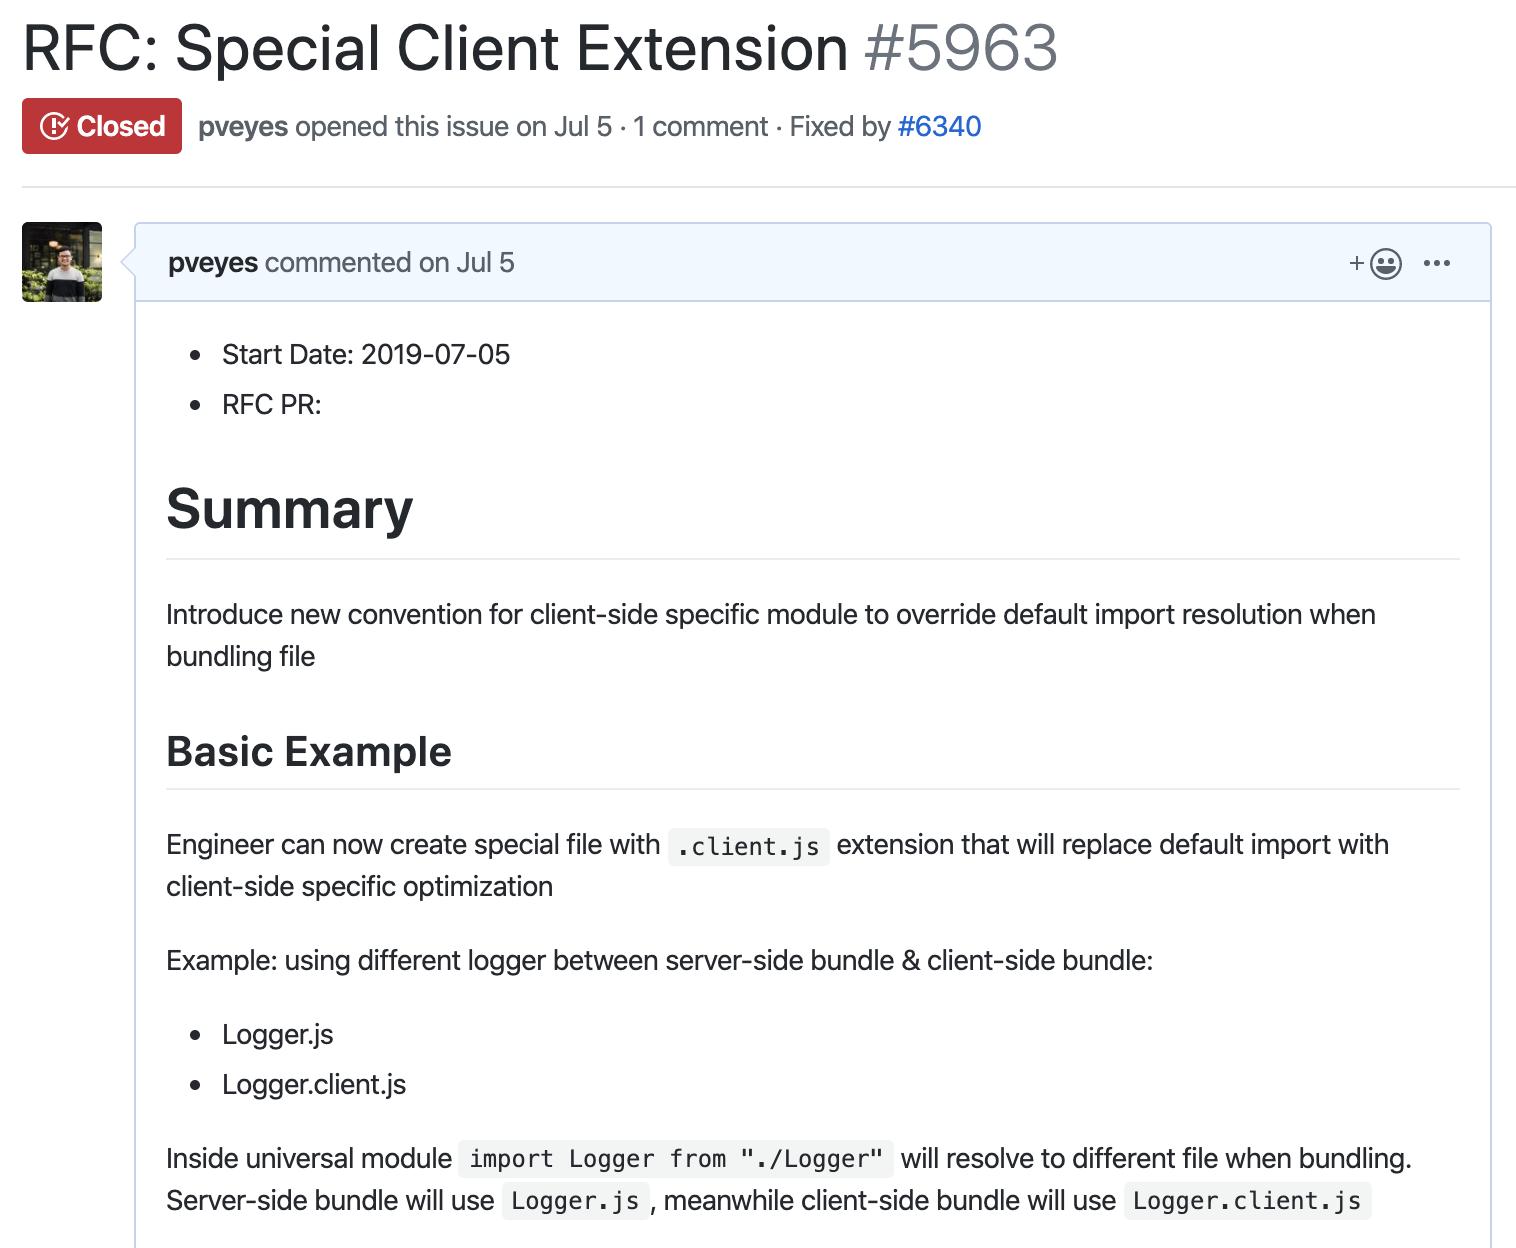 RFC: Special Client Extension #5963
Closed pveyes opened this issue on Jul 5 · 1 comment · Fixed by #6340
pveyes commented on Jul 5
Start Date: 2019-07-05
RFC PR:
Summary
Introduce new convention for client-side specific module to override default import resolution when
bundling file
Basic Example
Engineer can now create special file with .client.js extension that will replace default import with
client-side specific optimization
Example: using different logger between server-side bundle & client-side bundle:
Logger.js
Logger.client.js
Inside universal module import Logger from "./Logger" will resolve to different file when bundling.
Server-side bundle will use Logger.js, meanwhile client-side bundle will use Logger.client.js